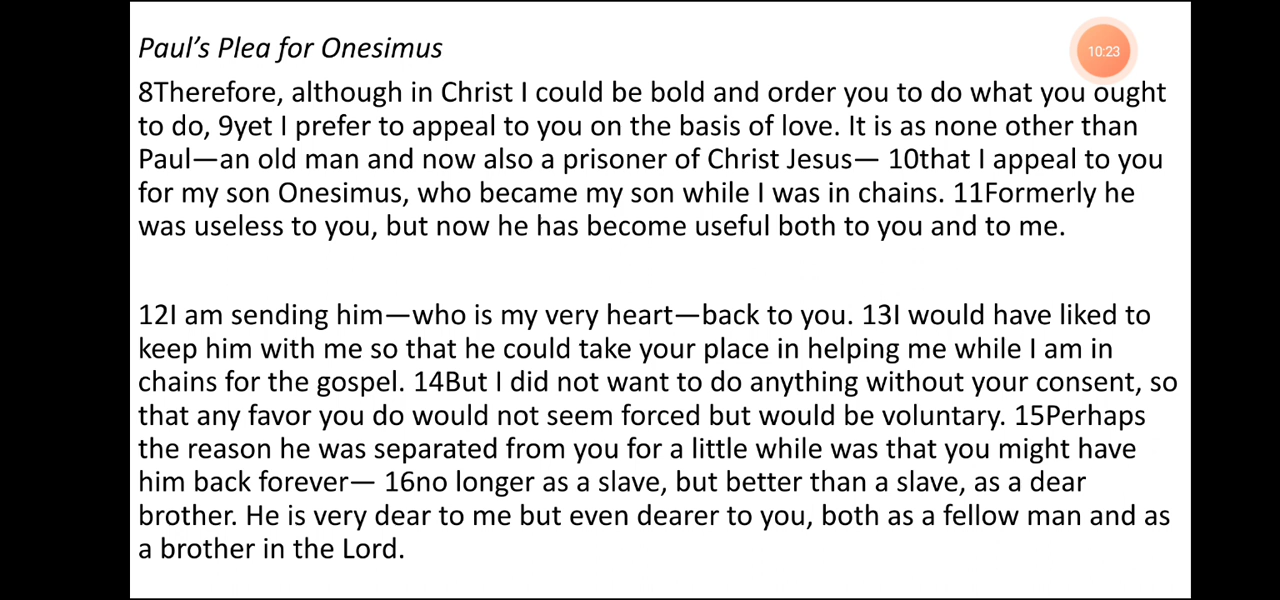 Paul’s Plea for Onesimus
10:23
8Therefore, although in Christ I could be bold and order you to do what you ought
to do, 9yet I prefer to appeal to you on the basis of love. It is as none other than
Paul—an old man and now also a prisoner of Christ Jesus— 10that I appeal to you
for my son Onesimus, who became my son while I was in chains. 11Formerly he
was useless to you, but now he has become useful both to you and to me.
12I am sending him—who is my very heart—back to you. 13I would have liked to
keep him with me so that he could take your place in helping me while I am in
chains for the gospel. 14But I did not want to do anything without your consent, so
that any favor you do would not seem forced but would be voluntary. 15Perhaps
the reason he was separated from you for a little while was that you might have
him back forever— 16no longer as a slave, but better than a slave, as a dear
brother. He is very dear to me but even dearer to you, both as a fellow man and as
a brother in the Lord.